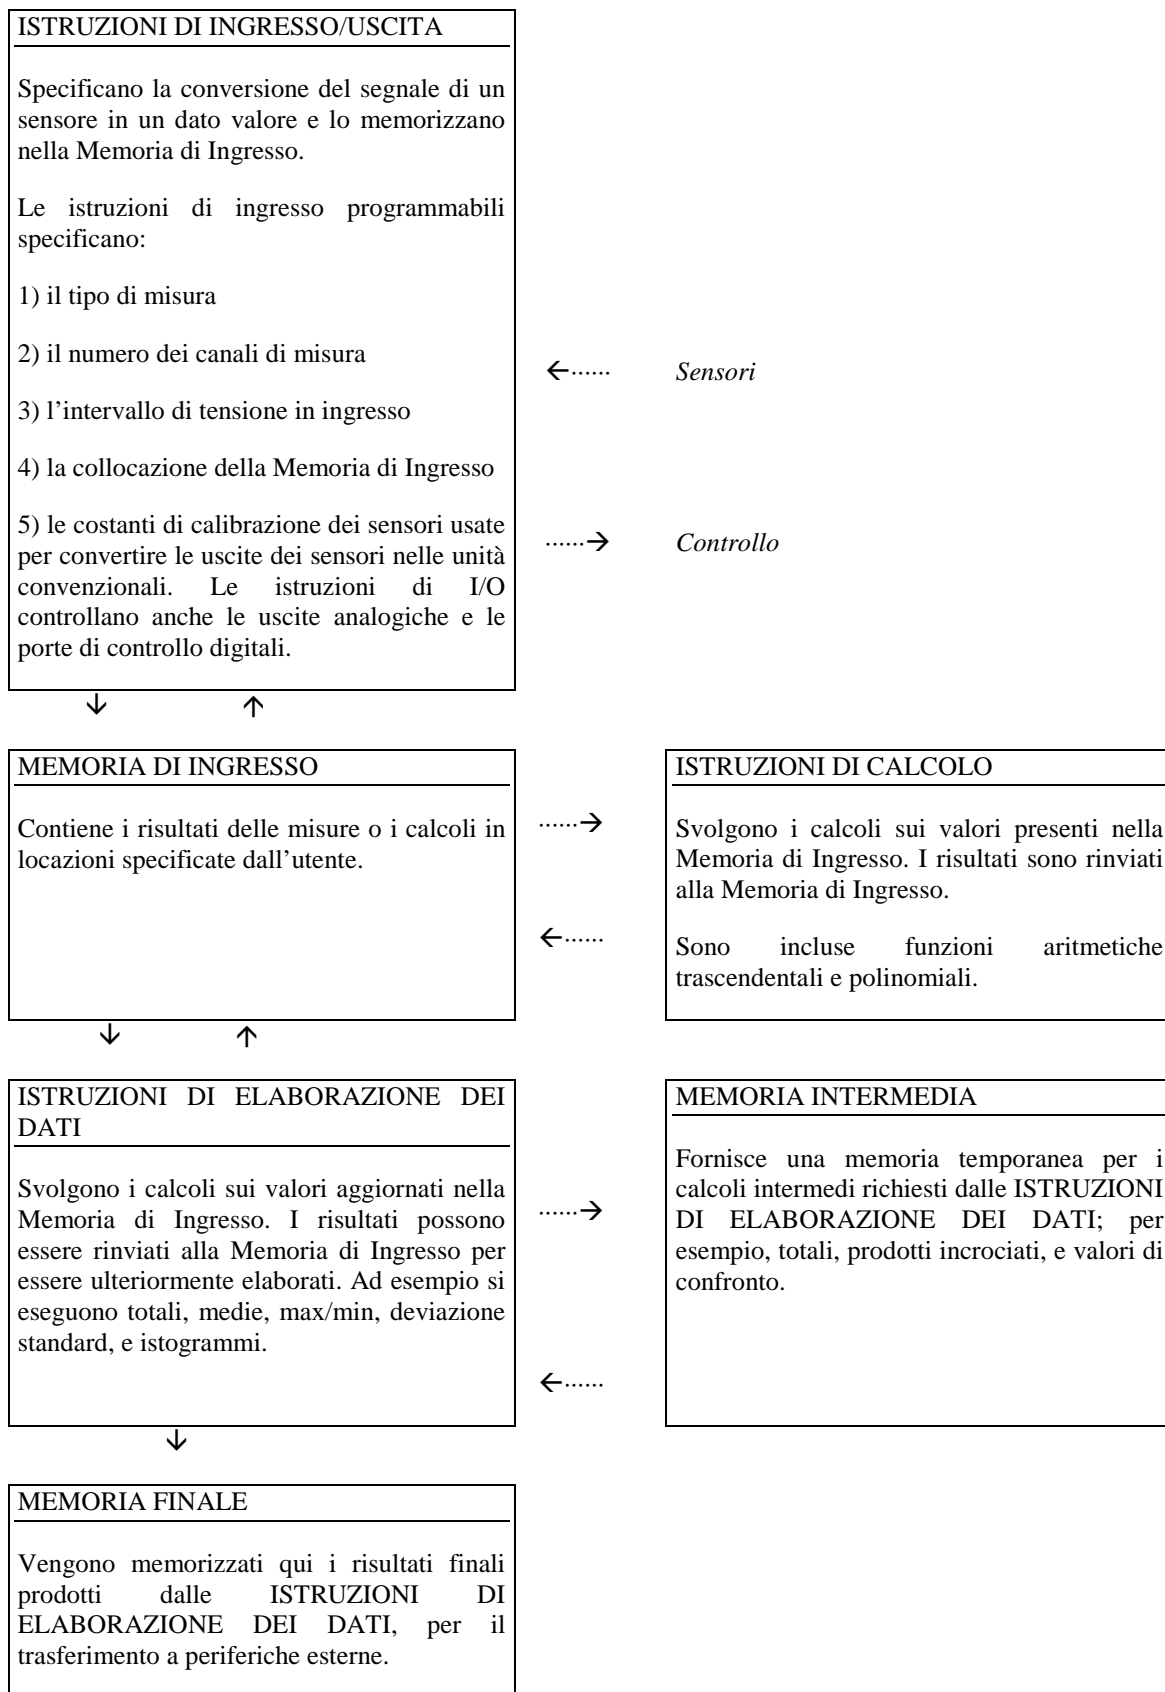 ISTRUZIONI DI INGRESSO/USCITA
Specificano la conversione del segnale di un
sensore in un dato valore e lo memorizzano
nella Memoria di Ingresso.
Le istruzioni di ingresso programmabili
specificano:
1) il tipo di misura
2) il numero dei canali di misura
3) l’intervallo di tensione in ingresso
4) la collocazione della Memoria di Ingresso
5) le costanti di calibrazione dei sensori usate
per convertire le uscite dei sensori nelle unità
convenzionali. Le istruzioni di I/O
controllano anche le uscite analogiche e le
porte di controllo digitali.
←...... Sensori
......→ Controllo
↓ ↑
MEMORIA DI INGRESSO
Contiene i risultati delle misure o i calcoli in
locazioni specificate dall’utente.
......→
←......
ISTRUZIONI DI CALCOLO
Svolgono i calcoli sui valori presenti nella
Memoria di Ingresso. I risultati sono rinviati
alla Memoria di Ingresso.
Sono incluse funzioni aritmetiche
trascendentali e polinomiali.
↓ ↑
ISTRUZIONI DI ELABORAZIONE DEI
DATI
Svolgono i calcoli sui valori aggiornati nella
Memoria di Ingresso. I risultati possono
essere rinviati alla Memoria di Ingresso per
essere ulteriormente elaborati. Ad esempio si
eseguono totali, medie, max/min, deviazione
standard, e istogrammi.
......→
←......
MEMORIA INTERMEDIA
Fornisce una memoria temporanea per i
calcoli intermedi richiesti dalle ISTRUZIONI
DI ELABORAZIONE DEI DATI; per
esempio, totali, prodotti incrociati, e valori di
confronto.
↓
MEMORIA FINALE
Vengono memorizzati qui i risultati finali
prodotti dalle ISTRUZIONI DI
ELABORAZIONE DEI DATI, per il
trasferimento a periferiche esterne.